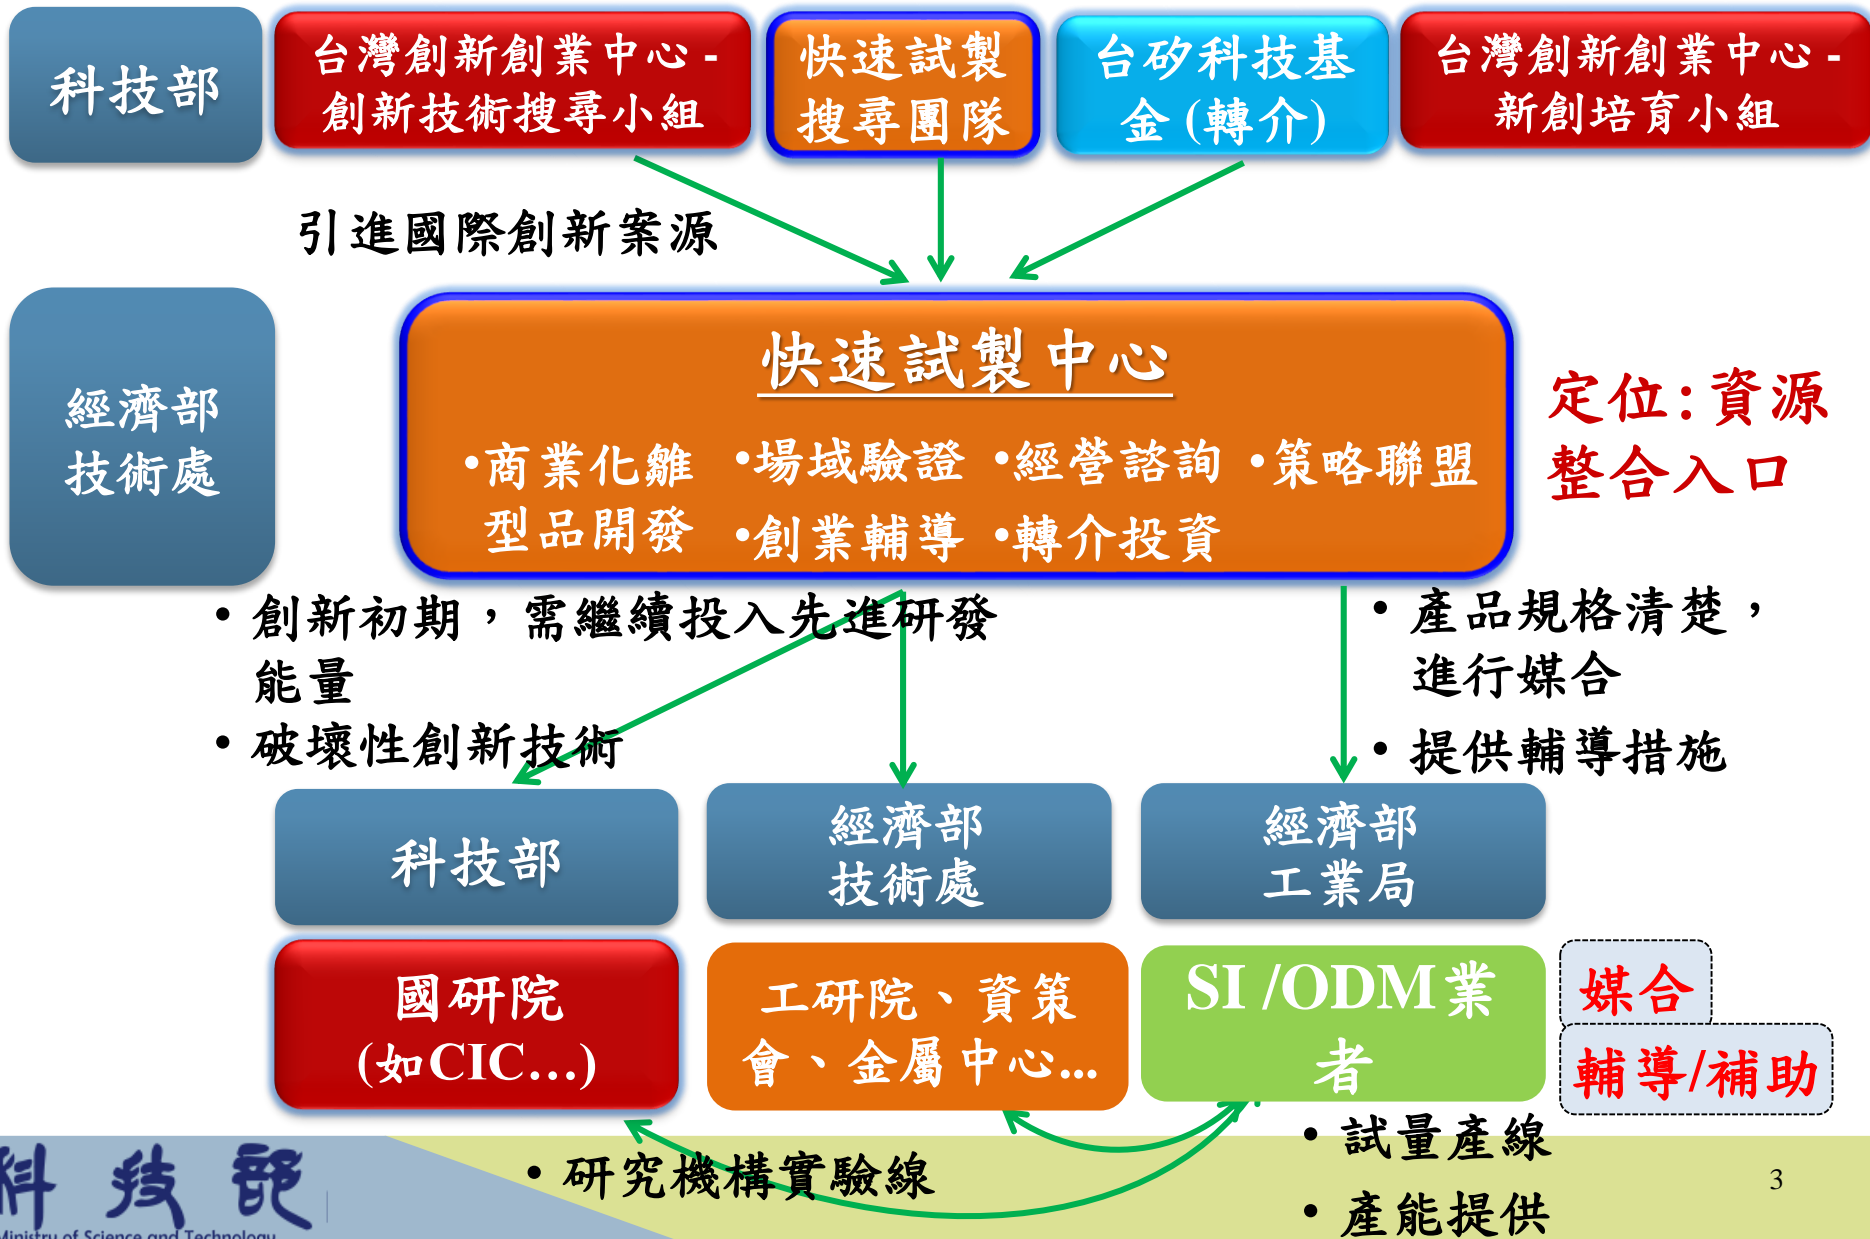 科技部
台灣創新創業中心-
創新技術搜尋小組
快速試製
搜尋團隊
台矽科技基
金(轉介)
台灣創新創業中心-
新創培育小組
引進國際創新案源
經濟部
技術處
快速試製中心
•商業化雛
型品開發
•場域驗證
•創業輔導
•經營諮詢
•轉介投資
•策略聯盟
定位:資源
整合入口
• 創新初期，需繼續投入先進研發
能量
• 破壞性創新技術
• 產品規格清楚，
進行媒合
• 提供輔導措施
科技部
經濟部
技術處
經濟部
工業局
國研院
(如CIC...)
工研院、資策
會、金屬中心...
SI /ODM業
者
媒合
輔導/補助
• 研究機構實驗線
• 試量產線
• 產能提供
科技部
Ministry of Science and Technology
3